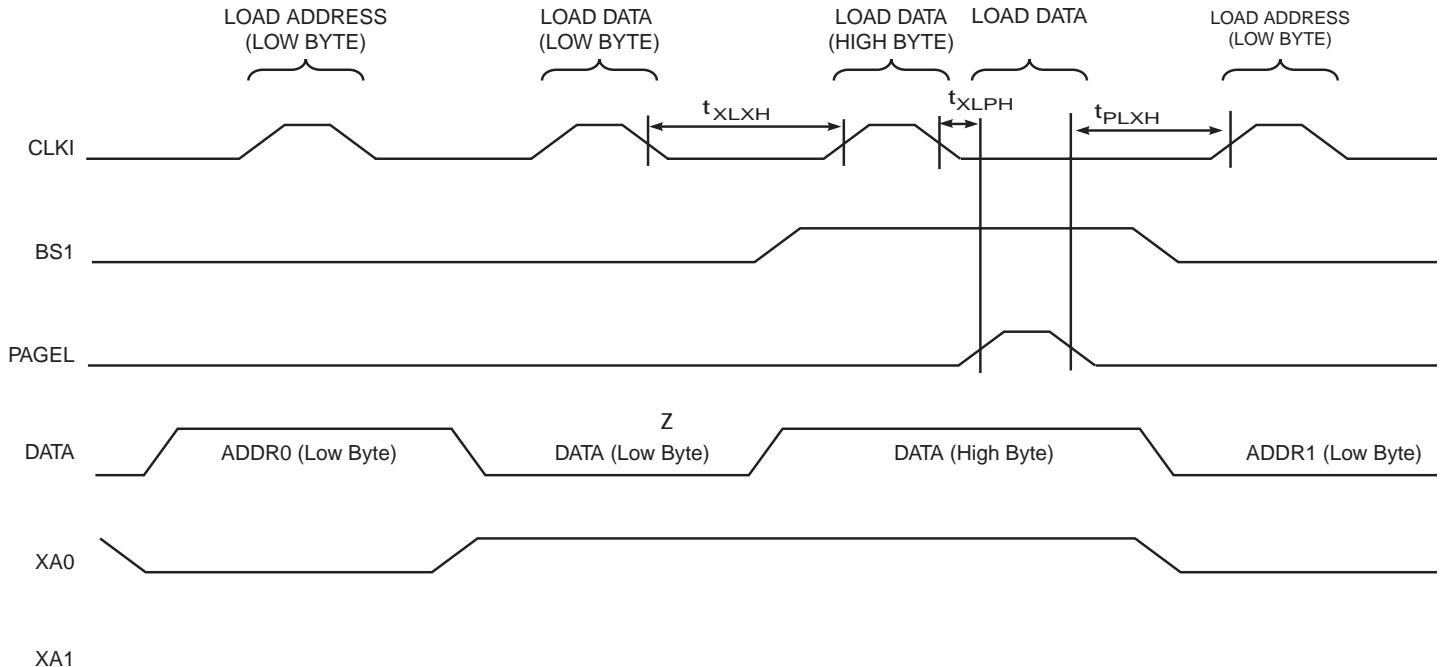 LOAD ADDRESS
(LOW BYTE)
LOAD DATA
(LOW BYTE)
LOAD DATA
(HIGH BYTE)
LOAD DATA
LOAD ADDRESS
(LOW BYTE)
tXLXH
tXLPH
tPLXH
CLKI
BS1
PAGEL
Z
DATA
ADDR0 (Low Byte)
DATA (Low Byte)
DATA (High Byte)
ADDR1 (Low Byte)
XA0
XA1